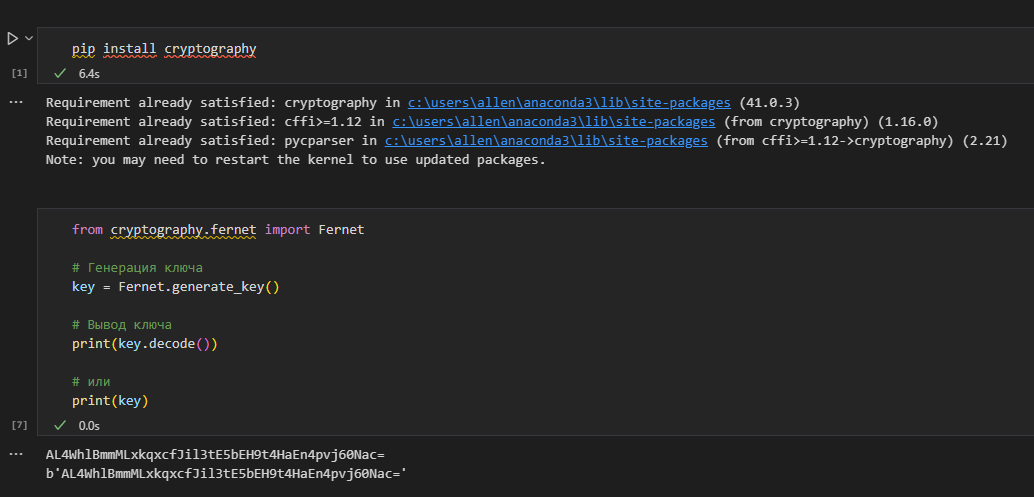 pip install cryptography
[1]
6.4s
Requirement already satisfied: cryptography in c:\users\allen\anaconda3\lib\site-packages (41.0.3)
Requirement already satisfied: cffi>=1.12 in c:\users\allen\anaconda3\lib\site-packages (from cryptography) (1.16.0)
Requirement already satisfied: pycparser in c:\users\allen\anaconda3\lib\site-packages (from cffi>=1.12->cryptography) (2.21)
Note: you may need to restart the kernel to use updated packages.
from cryptography.fernet import Fernet
# Генерация ключа
key = Fernet.generate_key()
# Вывод ключа
print(key.decode())
# или
print(key)
[7]
0.0s
AL4WhlBmmMLxkqxcfJil3tE5bEH9t4HaEn4pvj60Nac=
b'AL4WhlBmmMLxkqxcfJil3tE5bEH9t4HaEn4pvj60Nac='